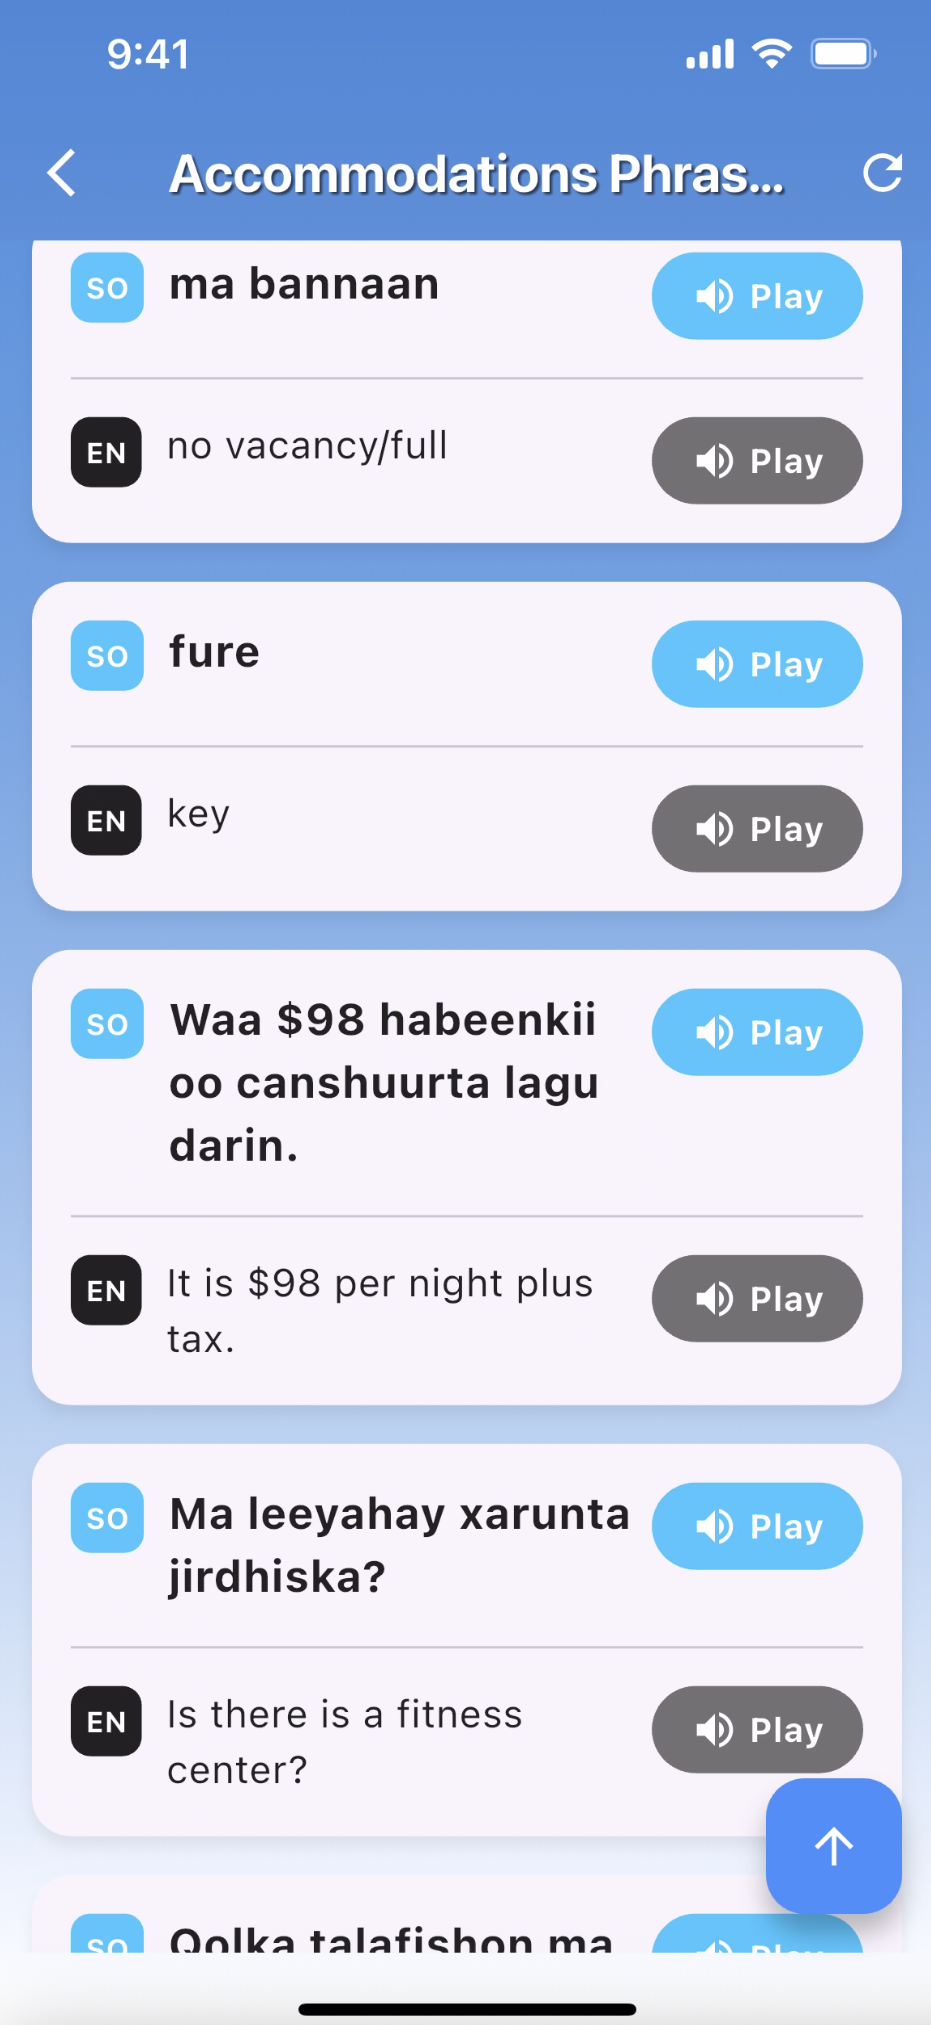 9:41
Accommodations Phras...
SO ma bannaan Play
EN no vacancy/full Play
SO fure Play
EN key Play
SO Waa $98 habeenkii Play
oo canshuurta lagu
darin.
EN It is $98 per night plus Play
tax.
SO Ma leeyahay xarunta Play
jirdhiska?
EN Is there is a fitness Play
center?
SO Qolka talafishon ma Play